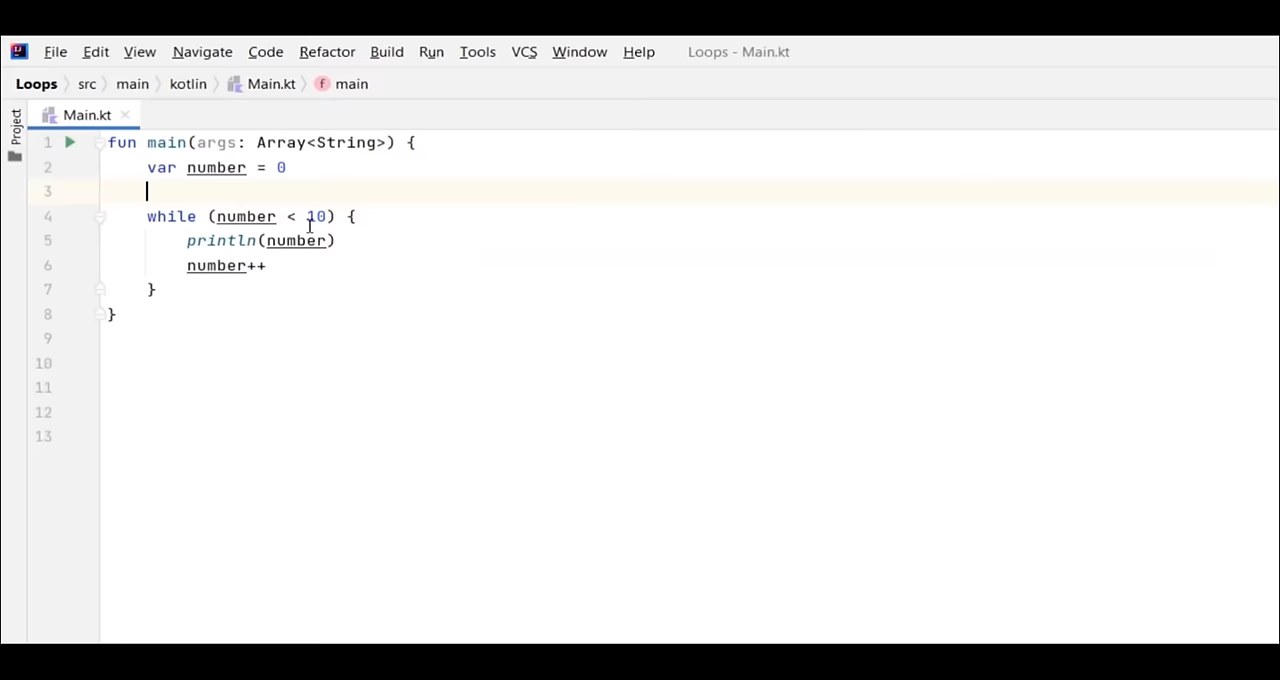 File Edit View Navigate Code Refactor Build Run Tools VCS Window Help Loops - Main.kt
Loops src main kotlin Main.kt f main
Project
Main.kt
1 fun main(args: Array<String>) {
2 var number = 0
3
4 while (number < 10) {
5 println(number)
6 number++
7 }
8 }
9
10
11
12
13